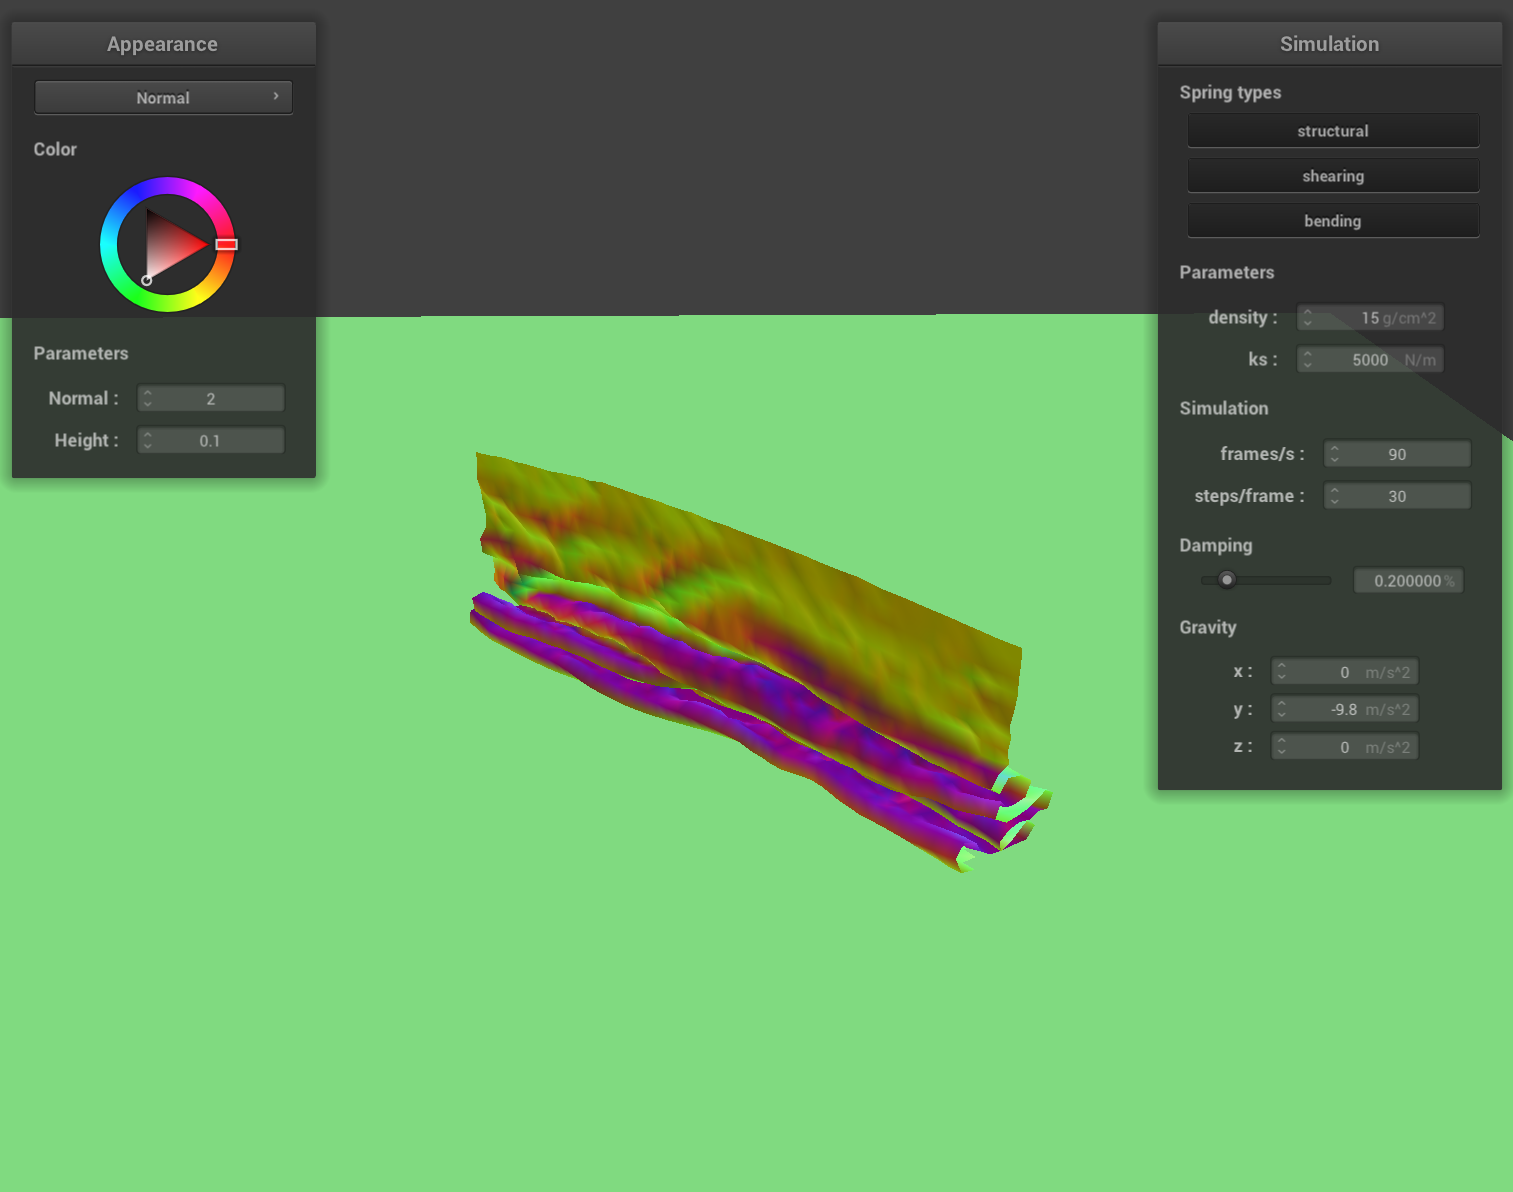 Appearance
Normal
Color
Parameters
Normal : 2
Height : 0.1
Simulation
Spring types
structural
shearing
bending
Parameters
density : 15 g/cm^2
ks : 5000 N/m
Simulation
frames/s : 90
steps/frame : 30
Damping
0.200000 %
Gravity
x : 0 m/s^2
y : -9.8 m/s^2
z : 0 m/s^2